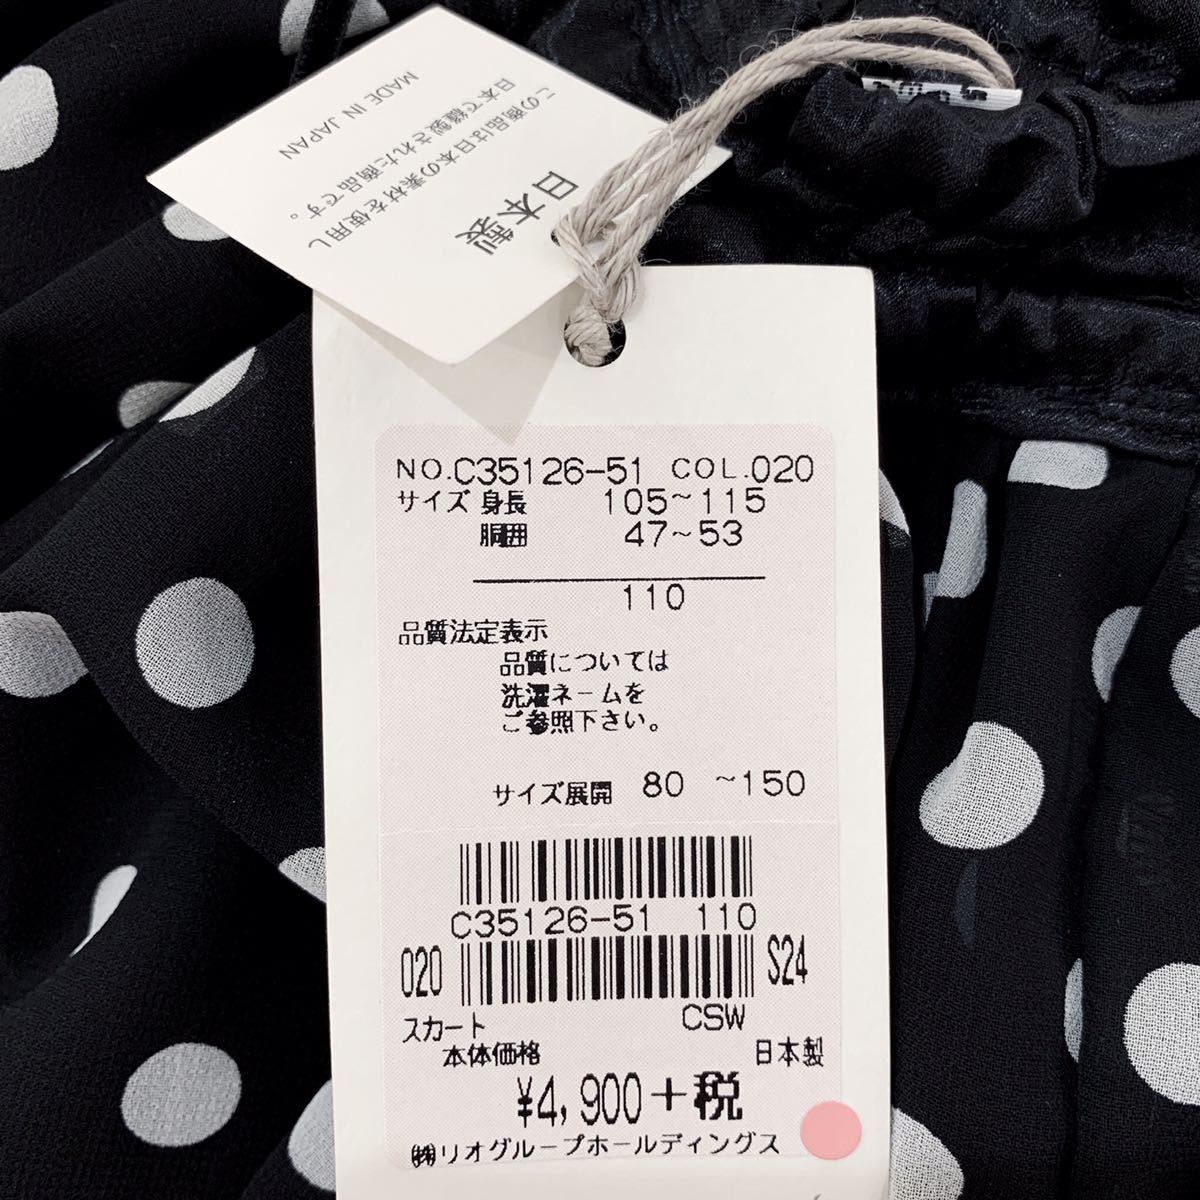 日本製
この商品は日本の素材を使用し
日本で縫製された商品です。
MADE IN JAPAN
NO.C35126-51 COL.020
サイズ 身長 105~115
胴囲 47~53
110
品質法定表示
品質については
洗濯ネームを
ご参照下さい。
サイズ展開 80 ~150
C35126-51 110
020 S24
スカート CSW
本体価格 日本製
¥4,900+税
㈱リオグループホールディングス